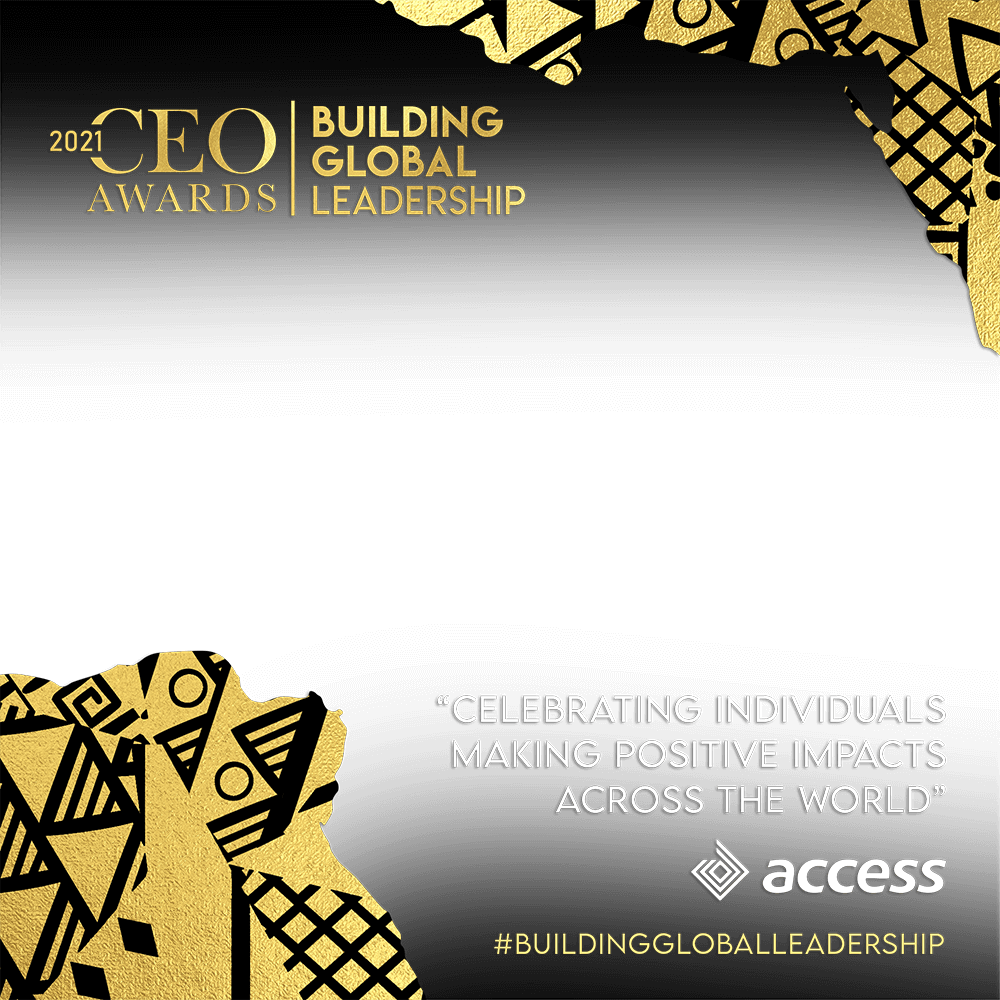 2021 CEO
AWARDS
BUILDING
GLOBAL
LEADERSHIP
“CELEBRATING INDIVIDUALS
MAKING POSITIVE IMPACTS
ACROSS THE WORLD”
access
#BUILDINGGLOBALLEADERSHIP